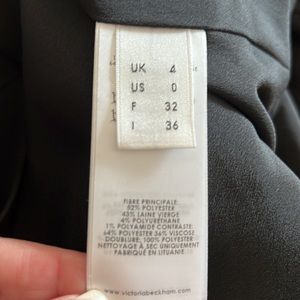 UK 4
US 0
F 32
I 36
FIBRE PRINCIPALE:
52% POLYESTER
43% LAINE VIERGE
4% POLYURETHANE
1% POLYAMIDE CONTRASTE:
64% POLYESTER 36% VISCOSE
DOUBLURE: 100% POLYESTER
NETTOYAGE À SEC UNIQUEMENT
FABRIQUÉ EN LITUANIE
www.victoriabeckham.com